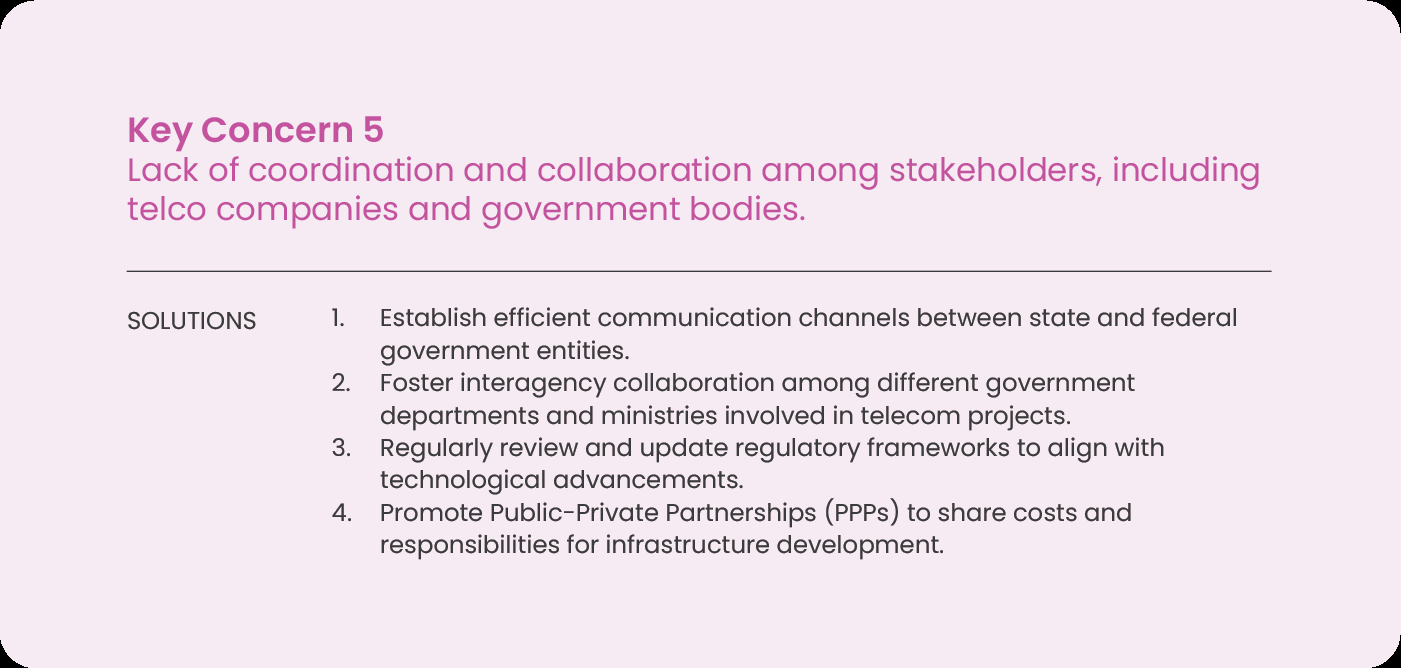 Key Concern 5
Lack of coordination and collaboration among stakeholders, including
telco companies and government bodies.
SOLUTIONS
1. Establish efficient communication channels between state and federal
government entities.
2. Foster interagency collaboration among different government
departments and ministries involved in telecom projects.
3. Regularly review and update regulatory frameworks to align with
technological advancements.
4. Promote Public-Private Partnerships (PPPs) to share costs and
responsibilities for infrastructure development.